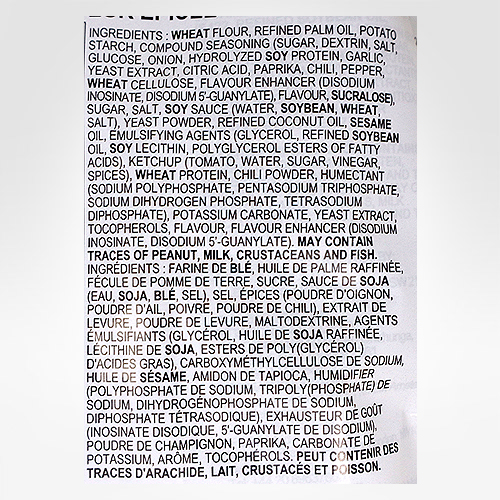 INGREDIENTS : WHEAT FLOUR, REFINED PALM OIL, POTATO
STARCH, COMPOUND SEASONING (SUGAR, DEXTRIN, SALT,
GLUCOSE, ONION, HYDROLYZED SOY PROTEIN, GARLIC,
YEAST EXTRACT, CITRIC ACID, PAPRIKA, CHILI, PEPPER,
WHEAT CELLULOSE, FLAVOUR ENHANCER (DISODIUM
INOSINATE, DISODIUM 5'-GUANYLATE), FLAVOUR, SUCRALOSE),
SUGAR, SALT, SOY SAUCE (WATER, SOYBEAN, WHEAT,
SALT), YEAST POWDER, REFINED COCONUT OIL, SESAME
OIL, EMULSIFYING AGENTS (GLYCEROL, REFINED SOYBEAN
OIL, SOY LECITHIN, POLYGLYCEROL ESTERS OF FATTY
ACIDS), KETCHUP (TOMATO, WATER, SUGAR, VINEGAR,
SPICES), WHEAT PROTEIN, CHILI POWDER, HUMECTANT
(SODIUM POLYPHOSPHATE, PENTASODIUM TRIPHOSPHATE,
SODIUM DIHYDROGEN PHOSPHATE, TETRASODIUM
DIPHOSPHATE), POTASSIUM CARBONATE, YEAST EXTRACT,
TOCOPHEROLS, FLAVOUR, FLAVOUR ENHANCER (DISODIUM
INOSINATE, DISODIUM 5'-GUANYLATE). MAY CONTAIN
TRACES OF PEANUT, MILK, CRUSTACEANS AND FISH.
INGRÉDIENTS : FARINE DE BLÉ, HUILE DE PALME RAFFINÉE,
FÉCULE DE POMME DE TERRE, SUCRE, SAUCE DE SOJA
(EAU, SOJA, BLÉ, SEL), SEL, ÉPICES (POUDRE D'OIGNON,
POUDRE D'AIL, POIVRE, POUDRE DE CHILI), EXTRAIT DE
LEVURE, POUDRE DE LEVURE, MALTODEXTRINE, AGENTS
ÉMULSIFIANTS (GLYCÉROL, HUILE DE SOJA RAFFINÉE,
LÉCITHINE DE SOJA, ESTERS DE POLY(GLYCÉROL)
D'ACIDES GRAS), CARBOXYMÉTHYLCELLULOSE DE SODIUM,
HUILE DE SÉSAME, AMIDON DE TAPIOCA, HUMIDIFIER
(POLYPHOSPHATE DE SODIUM, TRIPOLY(PHOSPHATE) DE
SODIUM, DIHYDROGÉNOPHOSPHATE DE SODIUM,
DIPHOSPHATE TÉTRASODIQUE), EXHAUSTEUR DE GOÛT
(INOSINATE DISODIQUE, 5'-GUANYLATE DE DISODIUM),
POUDRE DE CHAMPIGNON, PAPRIKA, CARBONATE DE
POTASSIUM, ARÔME, TOCOPHÉROLS. PEUT CONTENIR DES
TRACES D'ARACHIDE, LAIT, CRUSTACÉS ET POISSON.